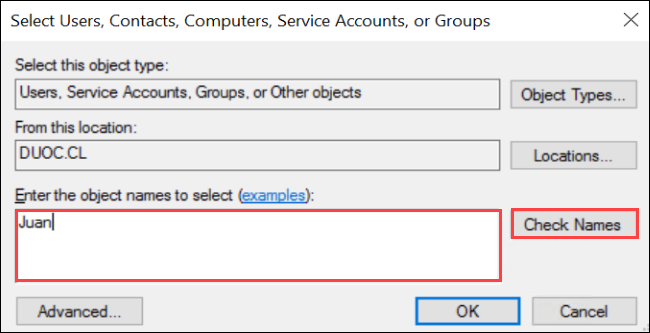 Select Users, Contacts, Computers, Service Accounts, or Groups
Select this object type:
Users, Service Accounts, Groups, or Other objects
Object Types...
From this location:
DUOC.CL
Locations...
Enter the object names to select (examples):
Juan
Check Names
Advanced...
OK
Cancel